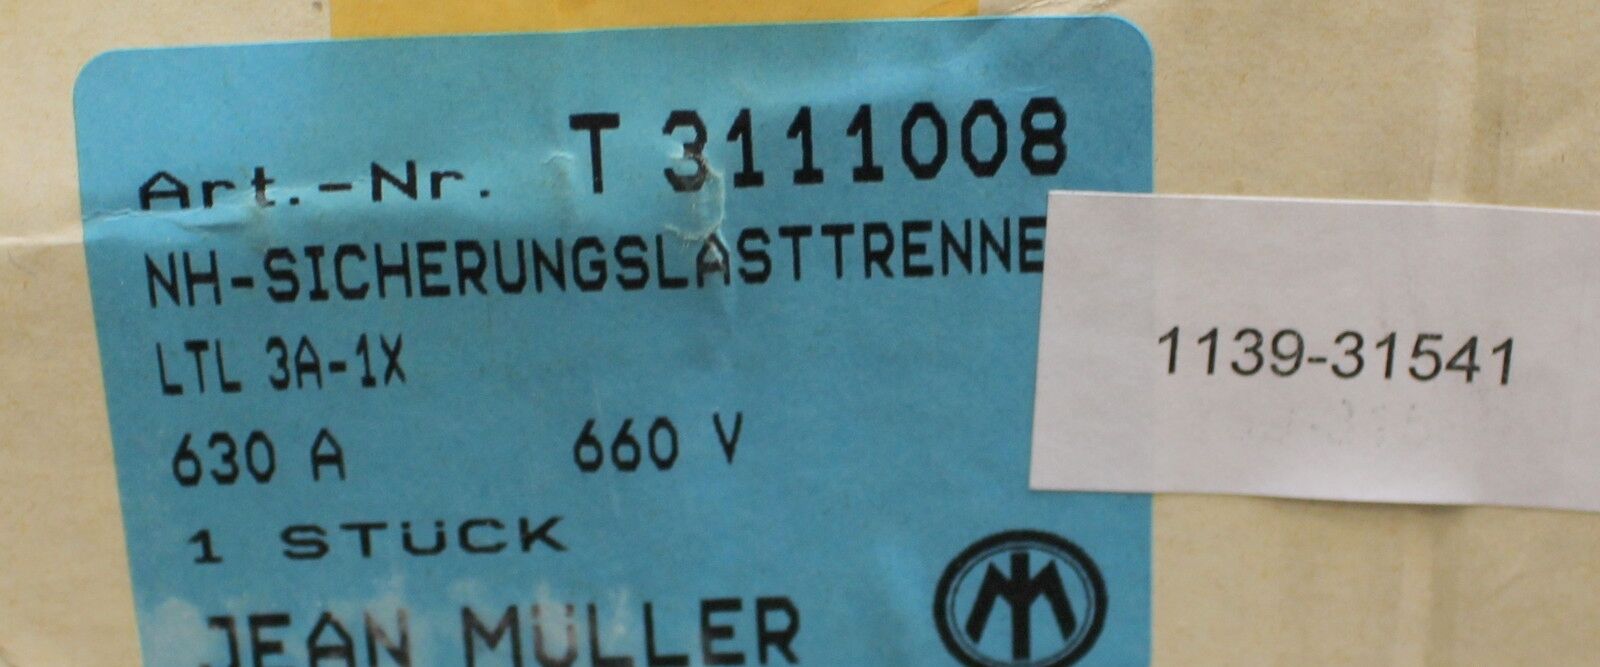 Art.-Nr. T 3111008
NH-SICHERUNGSLASTTRENNE
LTL 3A-1X
630 A 660 V
1 STÜCK
JEAN MÜLLER
1139-31541